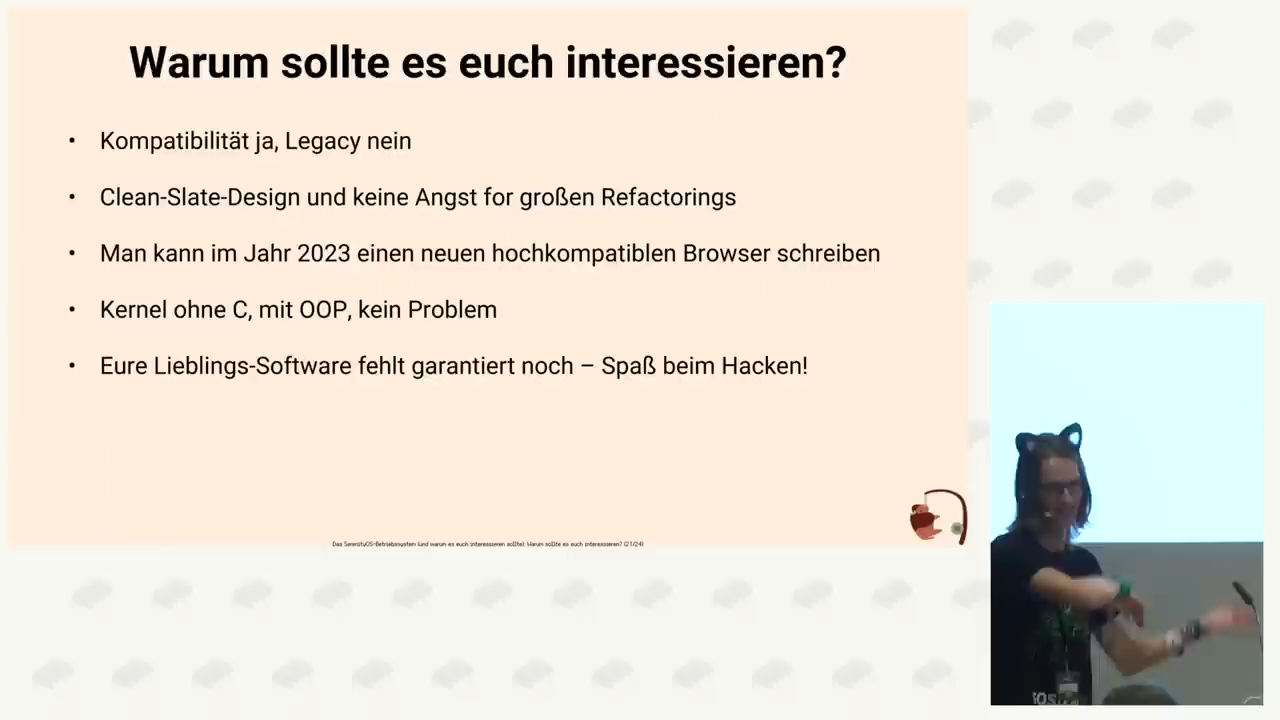 Warum sollte es euch interessieren?
• Kompatibilität ja, Legacy nein
• Clean-Slate-Design und keine Angst for großen Refactorings
• Man kann im Jahr 2023 einen neuen hochkompatiblen Browser schreiben
• Kernel ohne C, mit OOP, kein Problem
• Eure Lieblings-Software fehlt garantiert noch – Spaß beim Hacken!
Das SerenityOS-Betriebssystem (und warum es euch interessieren sollte): Warum sollte es euch interessieren? (21/24)